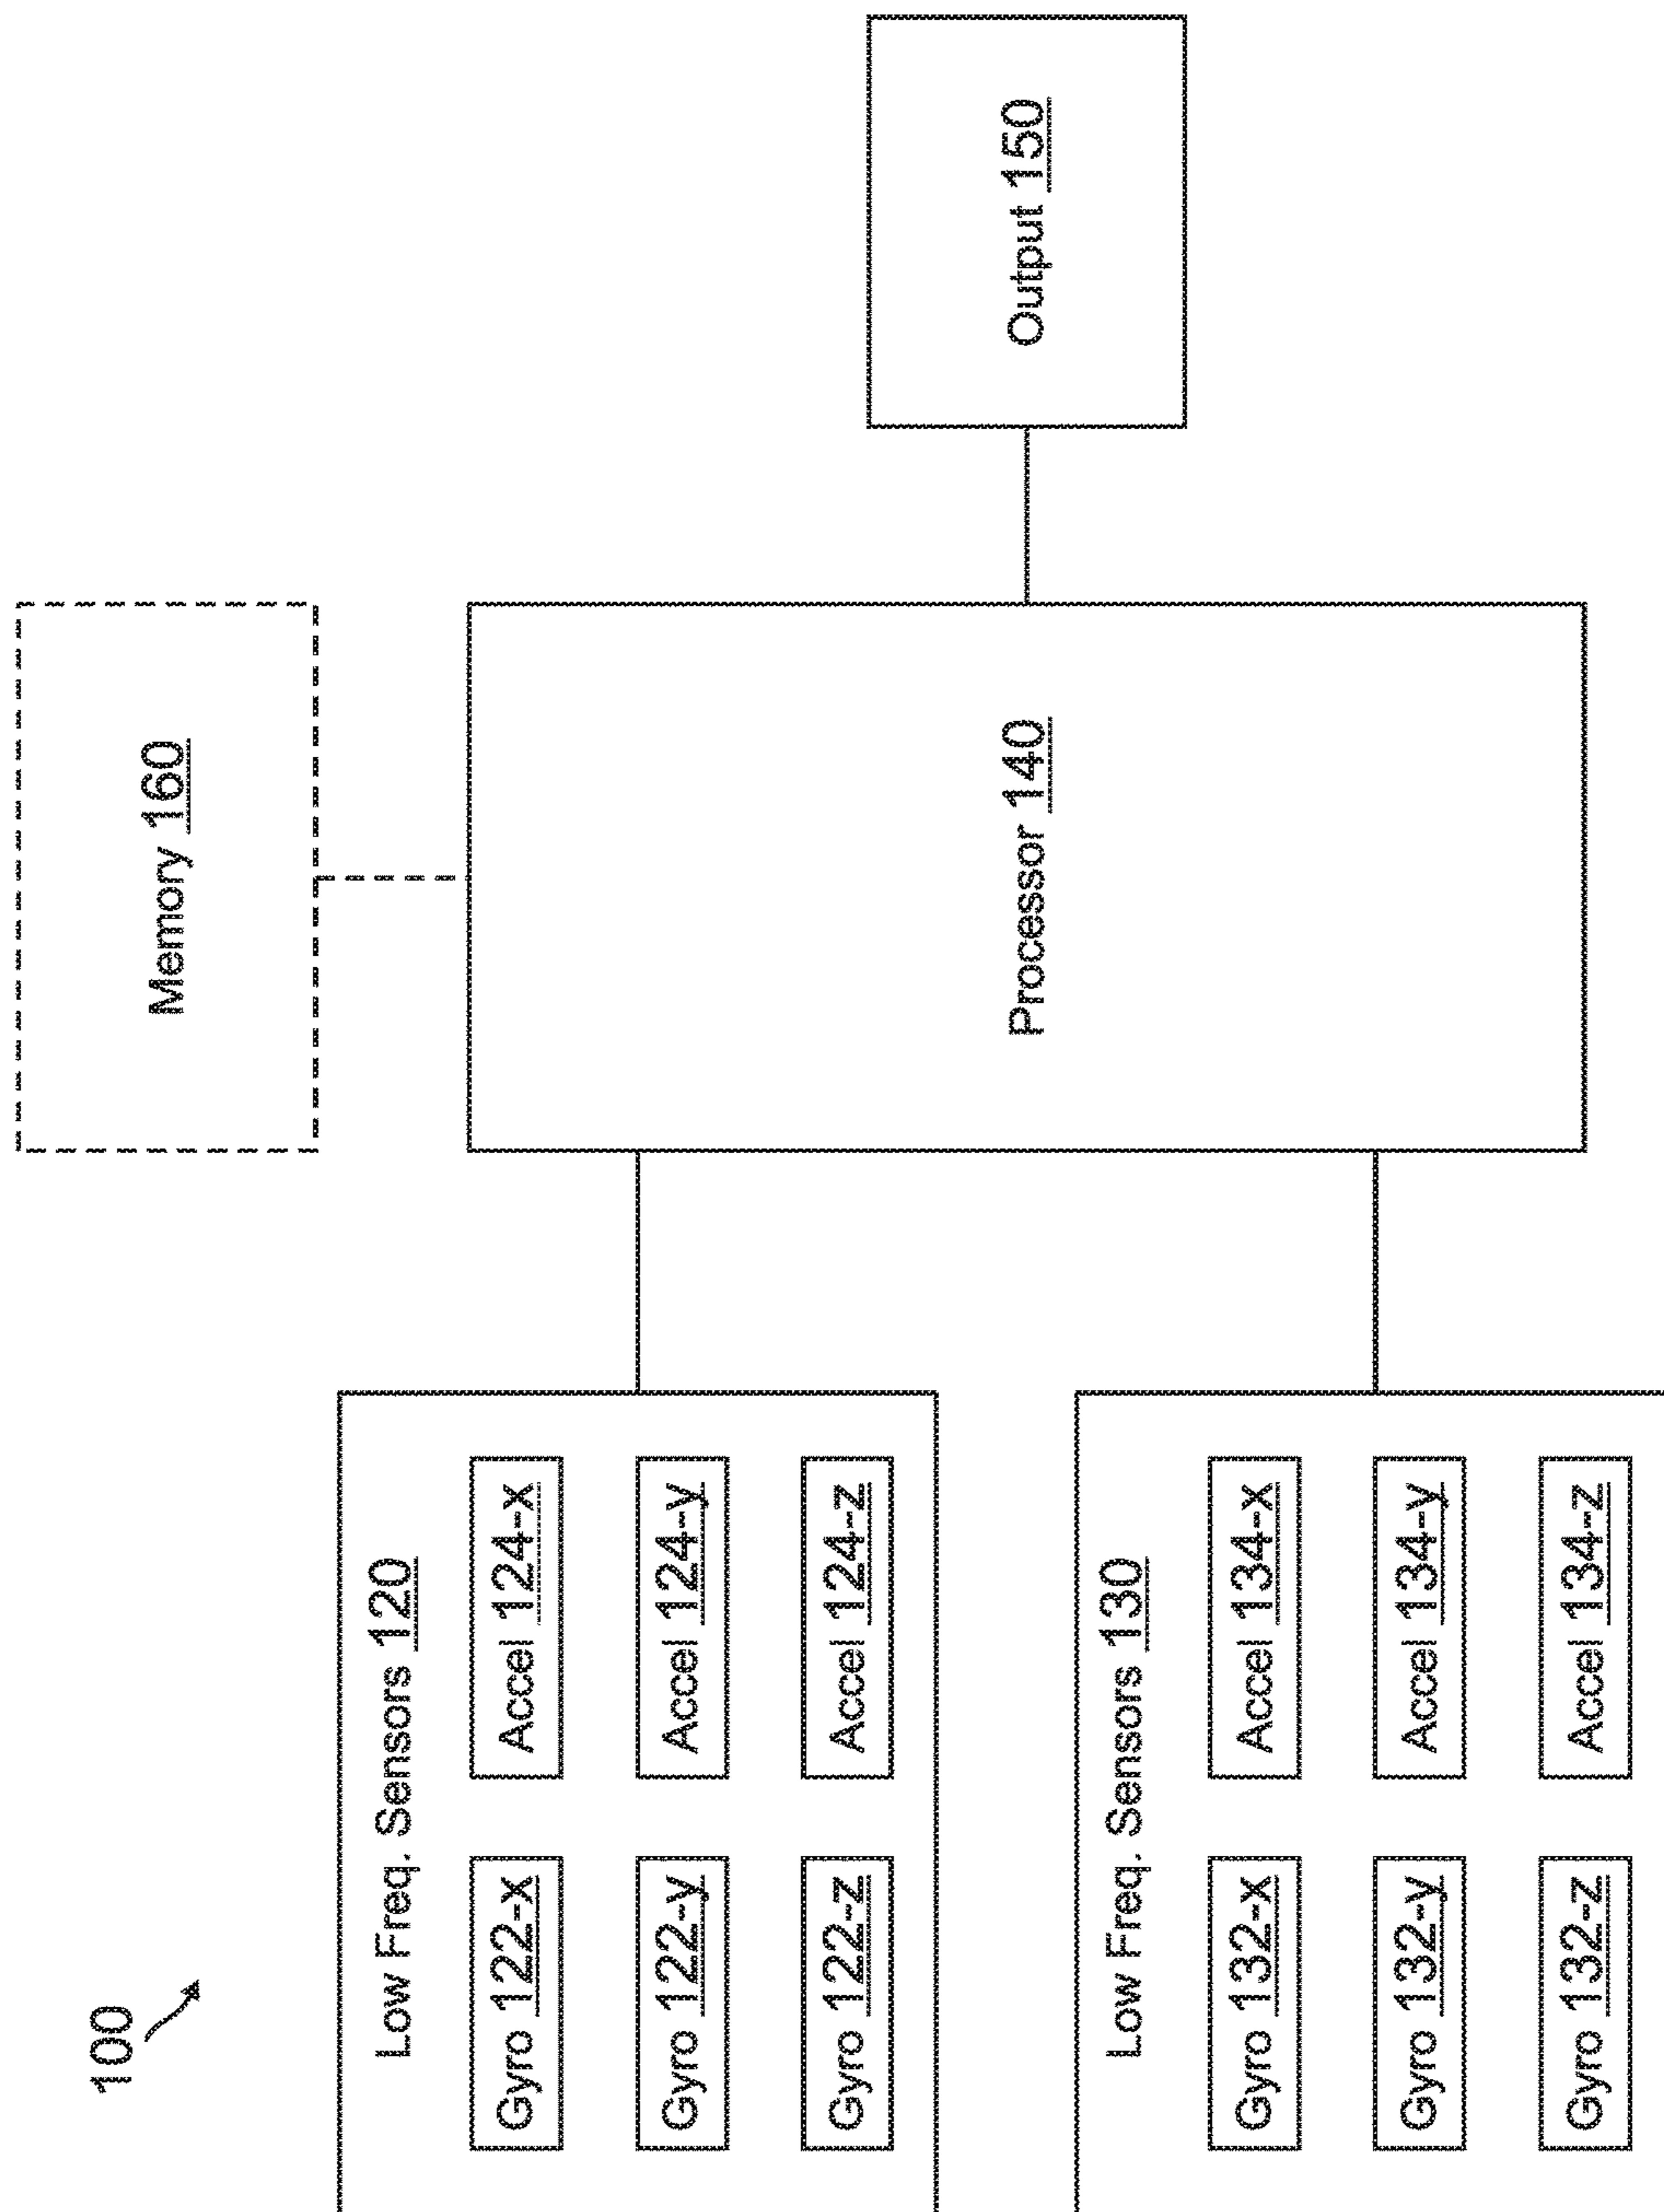 100
Low Freq. Sensors 120
Gyro 122-x
Accel 124-x
Gyro 122-y
Accel 124-y
Gyro 122-z
Accel 124-z
Low Freq. Sensors 130
Gyro 132-x
Accel 134-x
Gyro 132-y
Accel 134-y
Gyro 132-z
Accel 134-z
Memory 160
Processor 140
Output 150